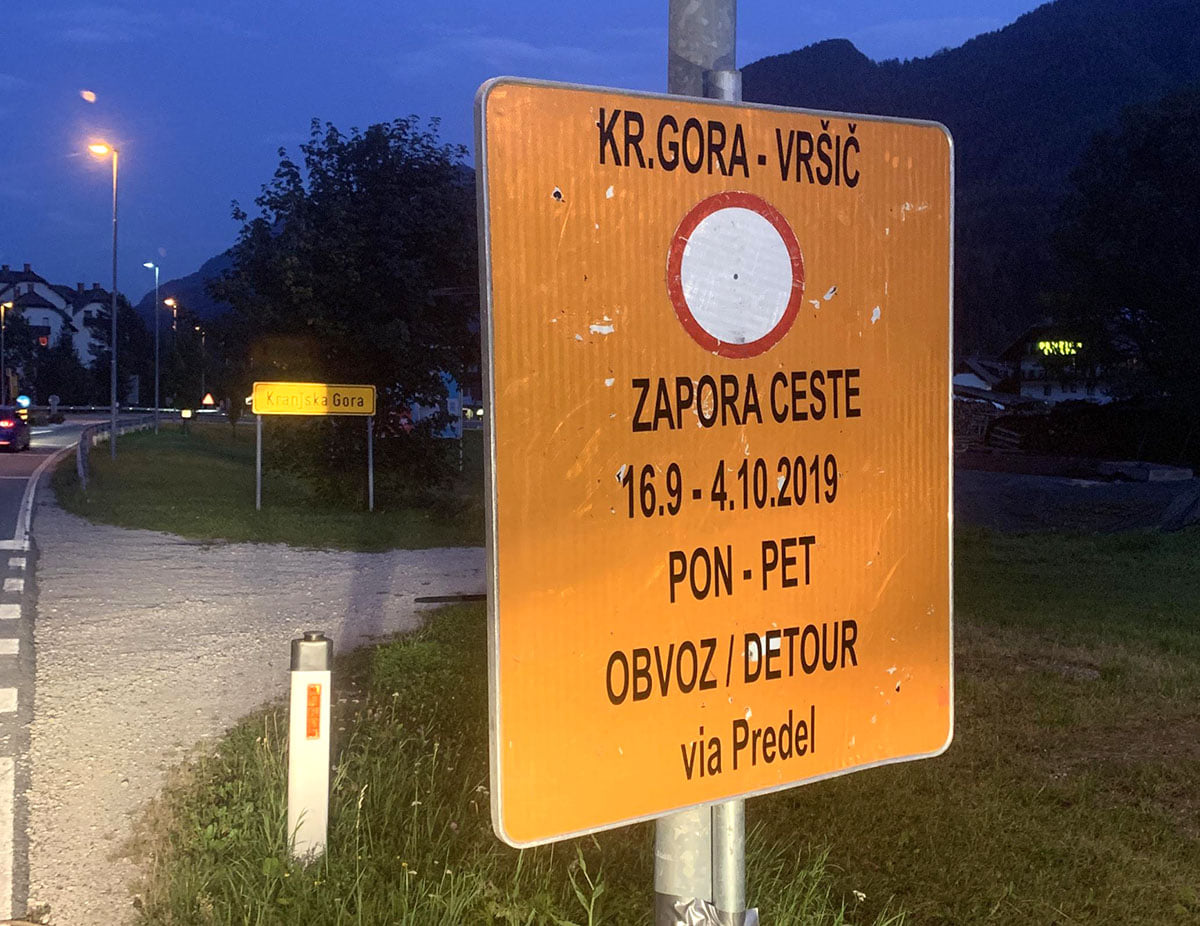 KR.GORA - VRŠIČ
ZAPORA CESTE
16.9 - 4.10.2019
PON - PET
OBVOZ / DETOUR
via Predel
Kranjska Gora